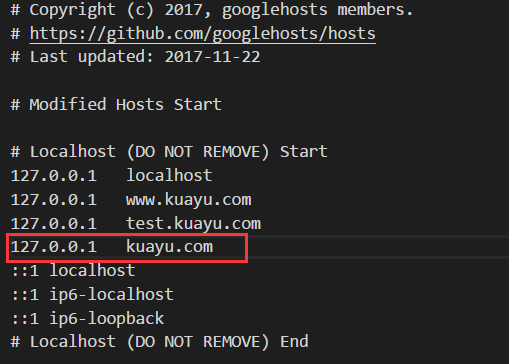 # Copyright (c) 2017, googlehosts members.
# https://github.com/googlehosts/hosts
# Last updated: 2017-11-22
# Modified Hosts Start
# Localhost (DO NOT REMOVE) Start
127.0.0.1 localhost
127.0.0.1 www.kuayu.com
127.0.0.1 test.kuayu.com
127.0.0.1 kuayu.com
::1 localhost
::1 ip6-localhost
::1 ip6-loopback
# Localhost (DO NOT REMOVE) End